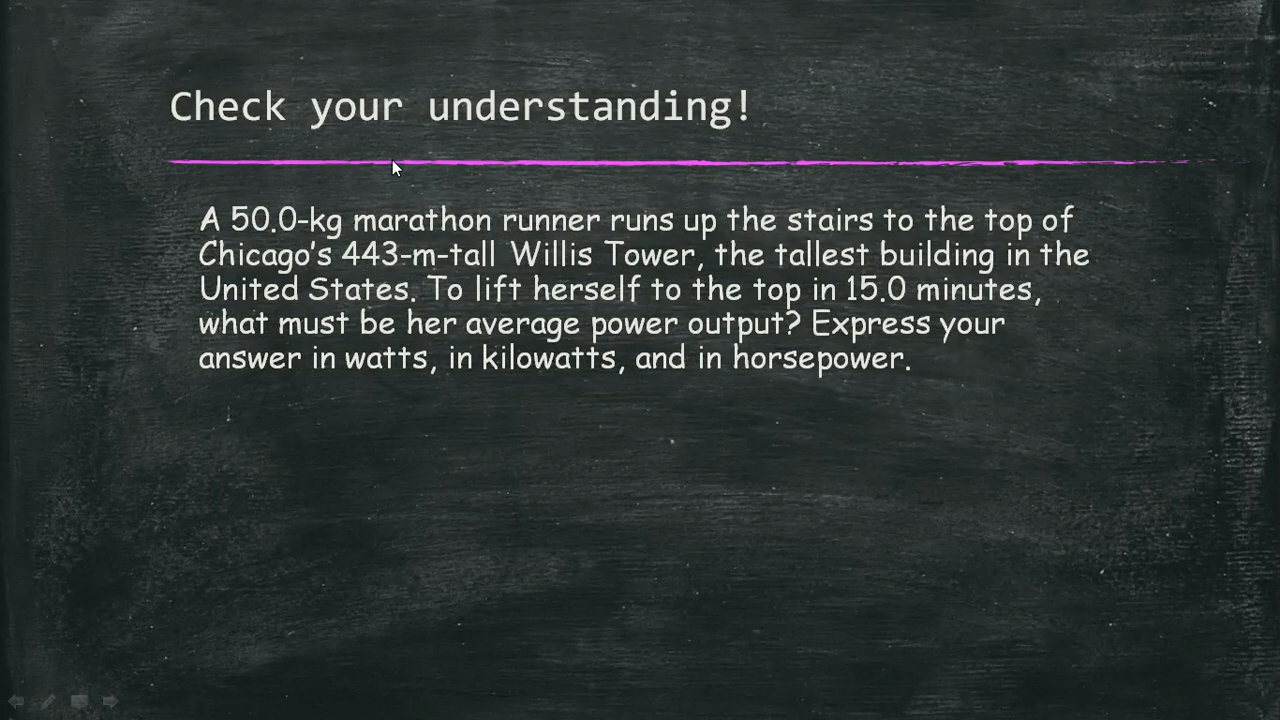 Check your understanding!
A 50.0-kg marathon runner runs up the stairs to the top of
Chicago's 443-m-tall Willis Tower, the tallest building in the
United States. To lift herself to the top in 15.0 minutes,
what must be her average power output? Express your
answer in watts, in kilowatts, and in horsepower.